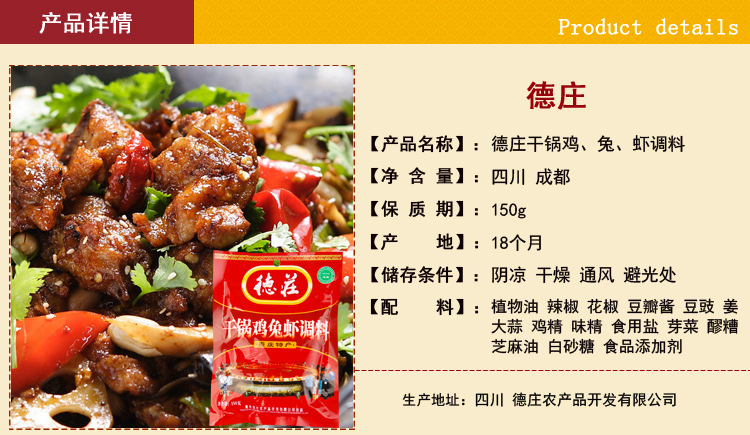 产品详情
Product details
德庄
【产品名称】：德庄干锅鸡、兔、虾调料
【净 含 量】：四川 成都
【保 质 期】：150g
【产 地】：18个月
【储存条件】：阴凉 干燥 通风 避光处
【配 料】：植物油 辣椒 花椒 豆瓣酱 豆豉 姜
大蒜 鸡精 味精 食用盐 芽菜 醪糟
芝麻油 白砂糖 食品添加剂
德莊
干锅鸡兔虾调料
重庆特产
生产地址：四川 德庄农产品开发有限公司